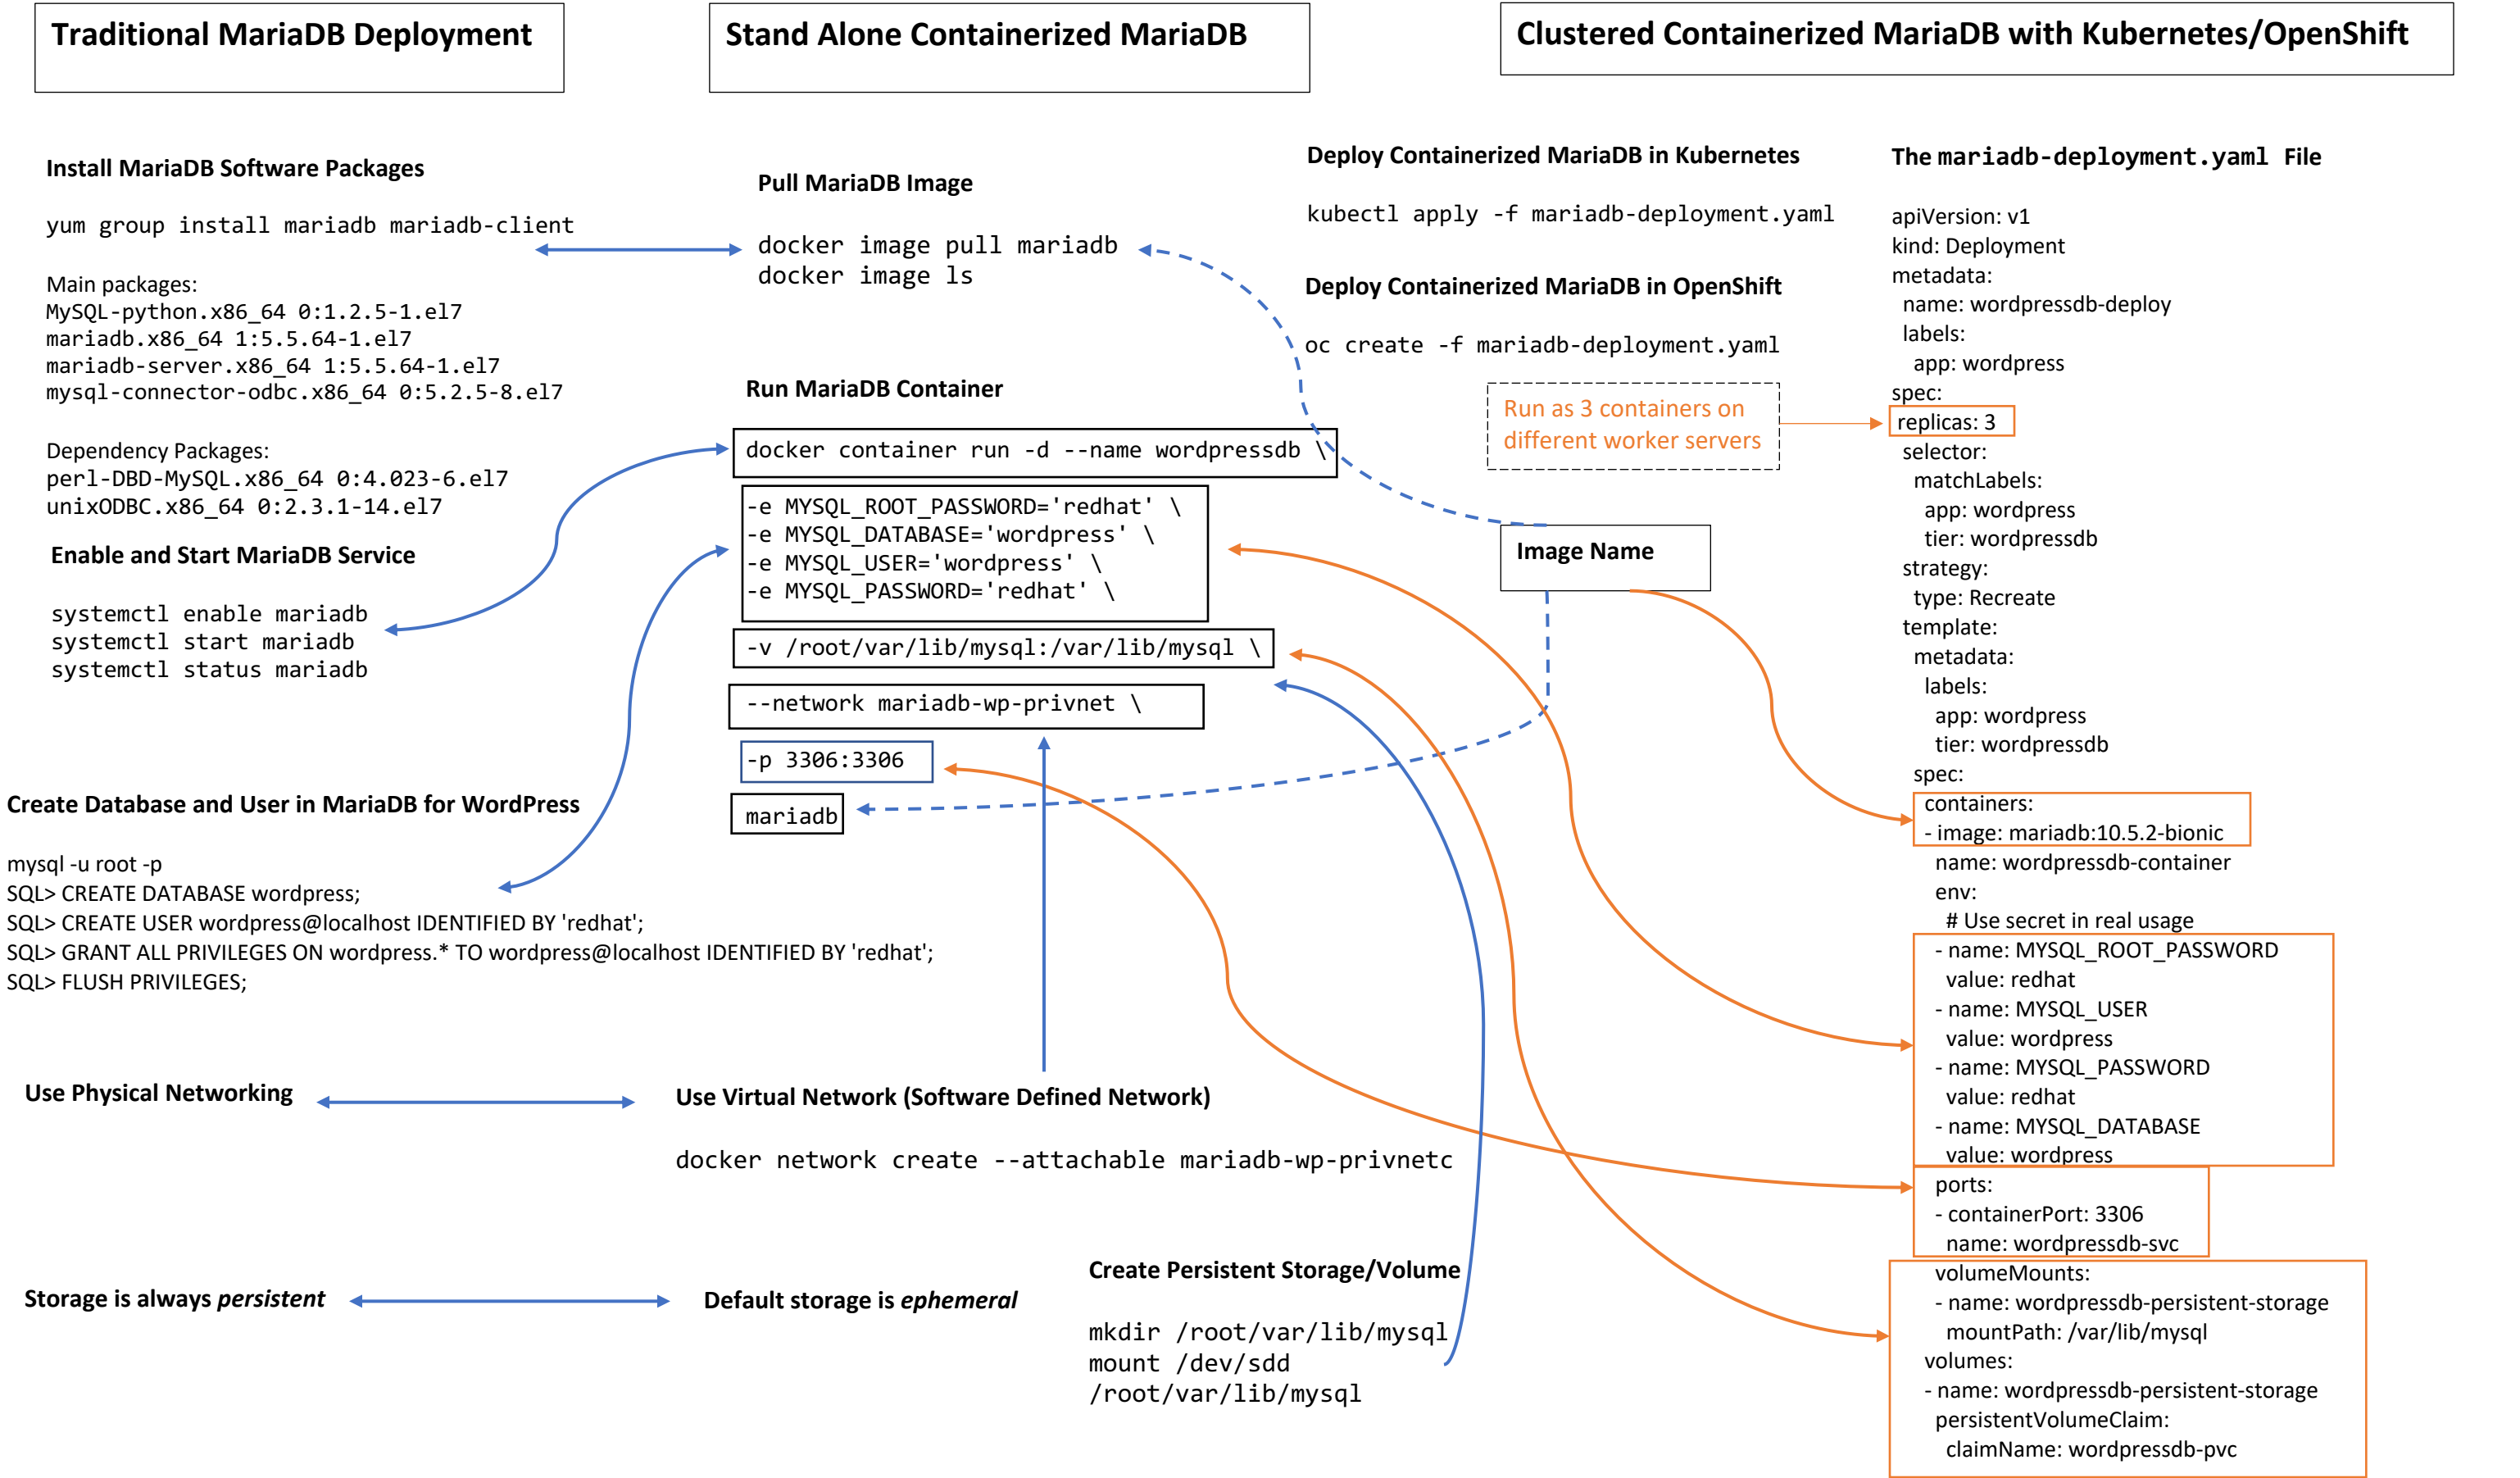 Traditional MariaDB Deployment
Stand Alone Containerized MariaDB
Clustered Containerized MariaDB with Kubernetes/OpenShift
Install MariaDB Software Packages
yum group install mariadb mariadb-client
Main packages:
MySQL-python.x86_64 0:1.2.5-1.el7
mariadb.x86_64 1:5.5.64-1.el7
mariadb-server.x86_64 1:5.5.64-1.el7
mysql-connector-odbc.x86_64 0:5.2.5-8.el7
Dependency Packages:
perl-DBD-MySQL.x86_64 0:4.023-6.el7
unixODBC.x86_64 0:2.3.1-14.el7
Enable and Start MariaDB Service
systemctl enable mariadb
systemctl start mariadb
systemctl status mariadb
Create Database and User in MariaDB for WordPress
mysql -u root -p
SQL> CREATE DATABASE wordpress;
SQL> CREATE USER wordpress@localhost IDENTIFIED BY 'redhat';
SQL> GRANT ALL PRIVILEGES ON wordpress.* TO wordpress@localhost IDENTIFIED BY 'redhat';
SQL> FLUSH PRIVILEGES;
Use Physical Networking
Storage is always persistent
Pull MariaDB Image
docker image pull mariadb
docker image ls
Run MariaDB Container
docker container run -d --name wordpressdb \
-e MYSQL_ROOT_PASSWORD='redhat' \
-e MYSQL_DATABASE='wordpress' \
-e MYSQL_USER='wordpress' \
-e MYSQL_PASSWORD='redhat' \
-v /root/var/lib/mysql:/var/lib/mysql \
--network mariadb-wp-privnet \
-p 3306:3306
mariadb
Use Virtual Network (Software Defined Network)
docker network create --attachable mariadb-wp-privnetc
Default storage is ephemeral
Create Persistent Storage/Volume
mkdir /root/var/lib/mysql
mount /dev/sdd
/root/var/lib/mysql
Deploy Containerized MariaDB in Kubernetes
kubectl apply -f mariadb-deployment.yaml
Deploy Containerized MariaDB in OpenShift
oc create -f mariadb-deployment.yaml
Run as 3 containers on
different worker servers
Image Name
The mariadb-deployment.yaml File
apiVersion: v1
kind: Deployment
metadata:
name: wordpressdb-deploy
labels:
app: wordpress
spec:
replicas: 3
selector:
matchLabels:
app: wordpress
tier: wordpressdb
strategy:
type: Recreate
template:
metadata:
labels:
app: wordpress
tier: wordpressdb
spec:
containers:
- image: mariadb:10.5.2-bionic
name: wordpressdb-container
env:
# Use secret in real usage
- name: MYSQL_ROOT_PASSWORD
value: redhat
- name: MYSQL_USER
value: wordpress
- name: MYSQL_PASSWORD
value: redhat
- name: MYSQL_DATABASE
value: wordpress
ports:
- containerPort: 3306
name: wordpressdb-svc
volumeMounts:
- name: wordpressdb-persistent-storage
mountPath: /var/lib/mysql
volumes:
- name: wordpressdb-persistent-storage
persistentVolumeClaim:
claimName: wordpressdb-pvc